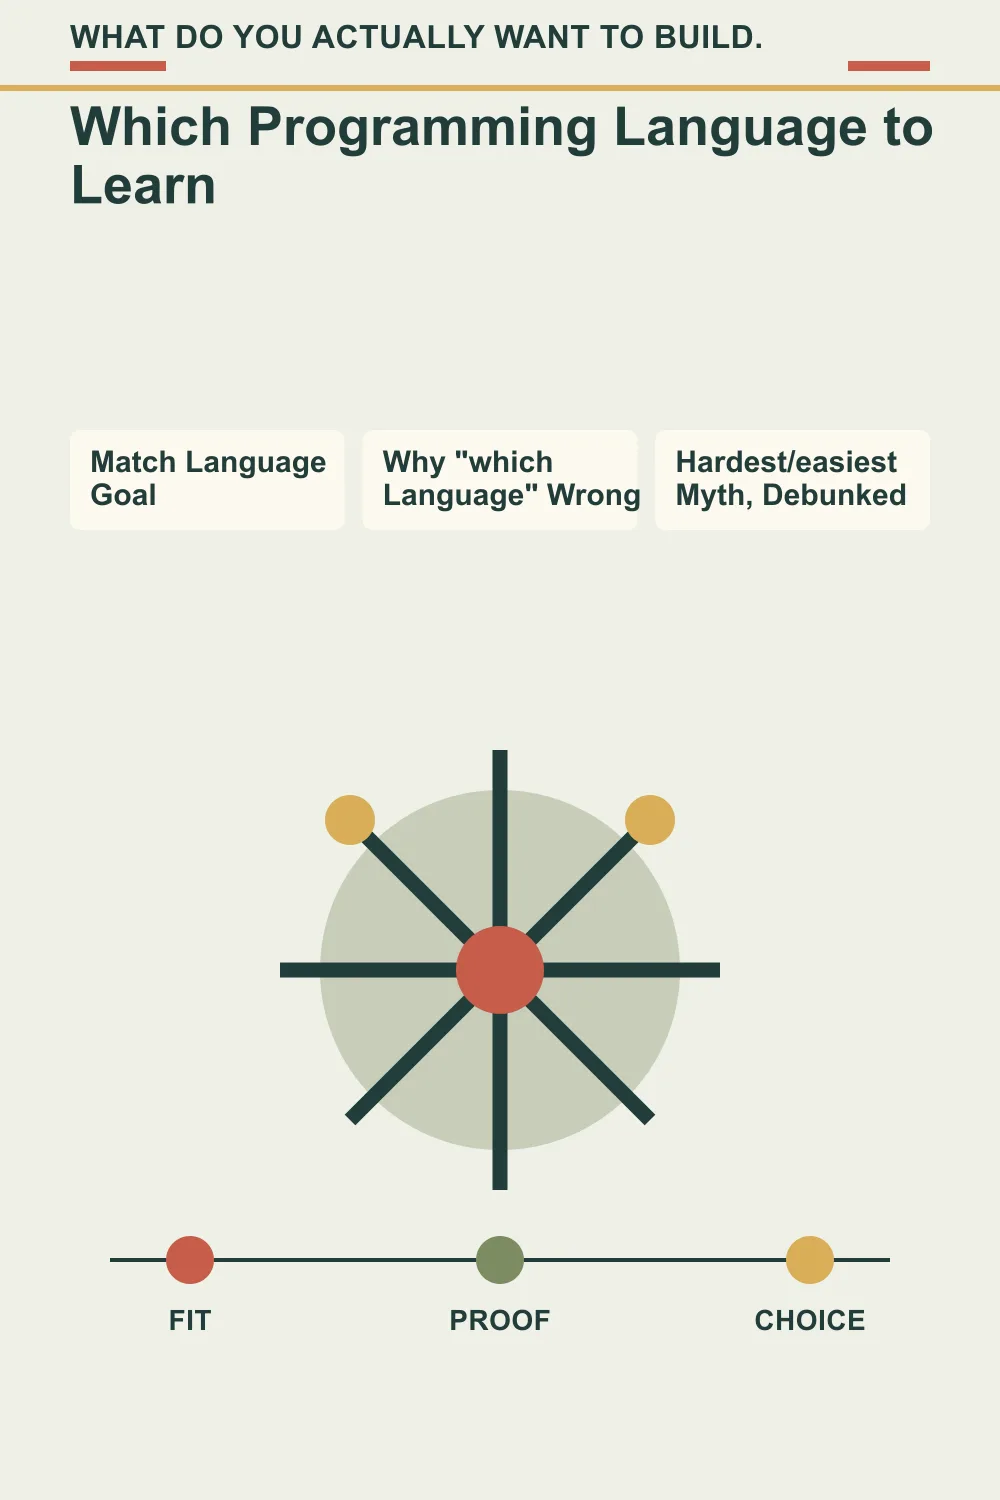 WHAT DO YOU ACTUALLY WANT TO BUILD.
Which Programming Language to
Learn
Match Language
Goal
Why "which
Language" Wrong
Hardest/easiest
Myth, Debunked
FIT
PROOF
CHOICE